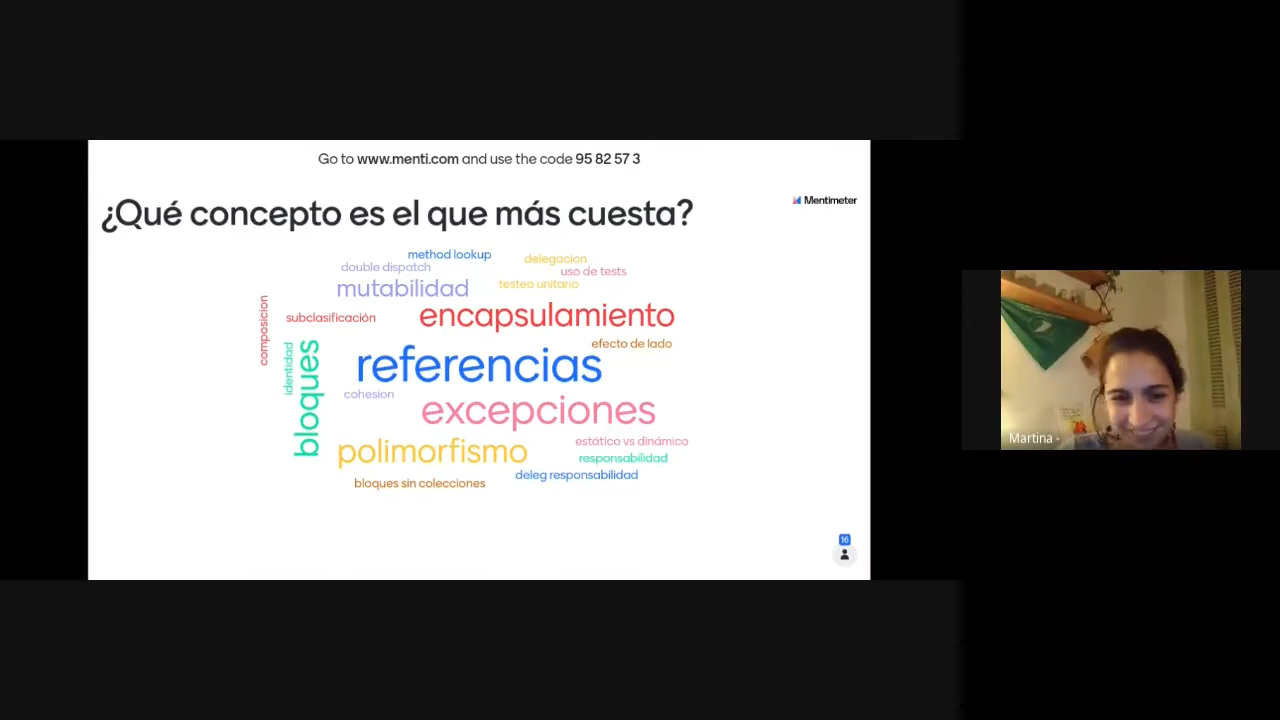 Go to www.menti.com and use the code 95 82 57 3
¿Qué concepto es el que más cuesta?
Mentimeter
method lookup
delegacion
double dispatch
uso de tests
mutabilidad
testeo unitario
composicion
subclasificación
encapsulamiento
efecto de lado
identidad
bloques
referencias
cohesion
excepciones
polimorfismo
estático vs dinámico
responsabilidad
deleg responsabilidad
bloques sin colecciones
16
Martina -